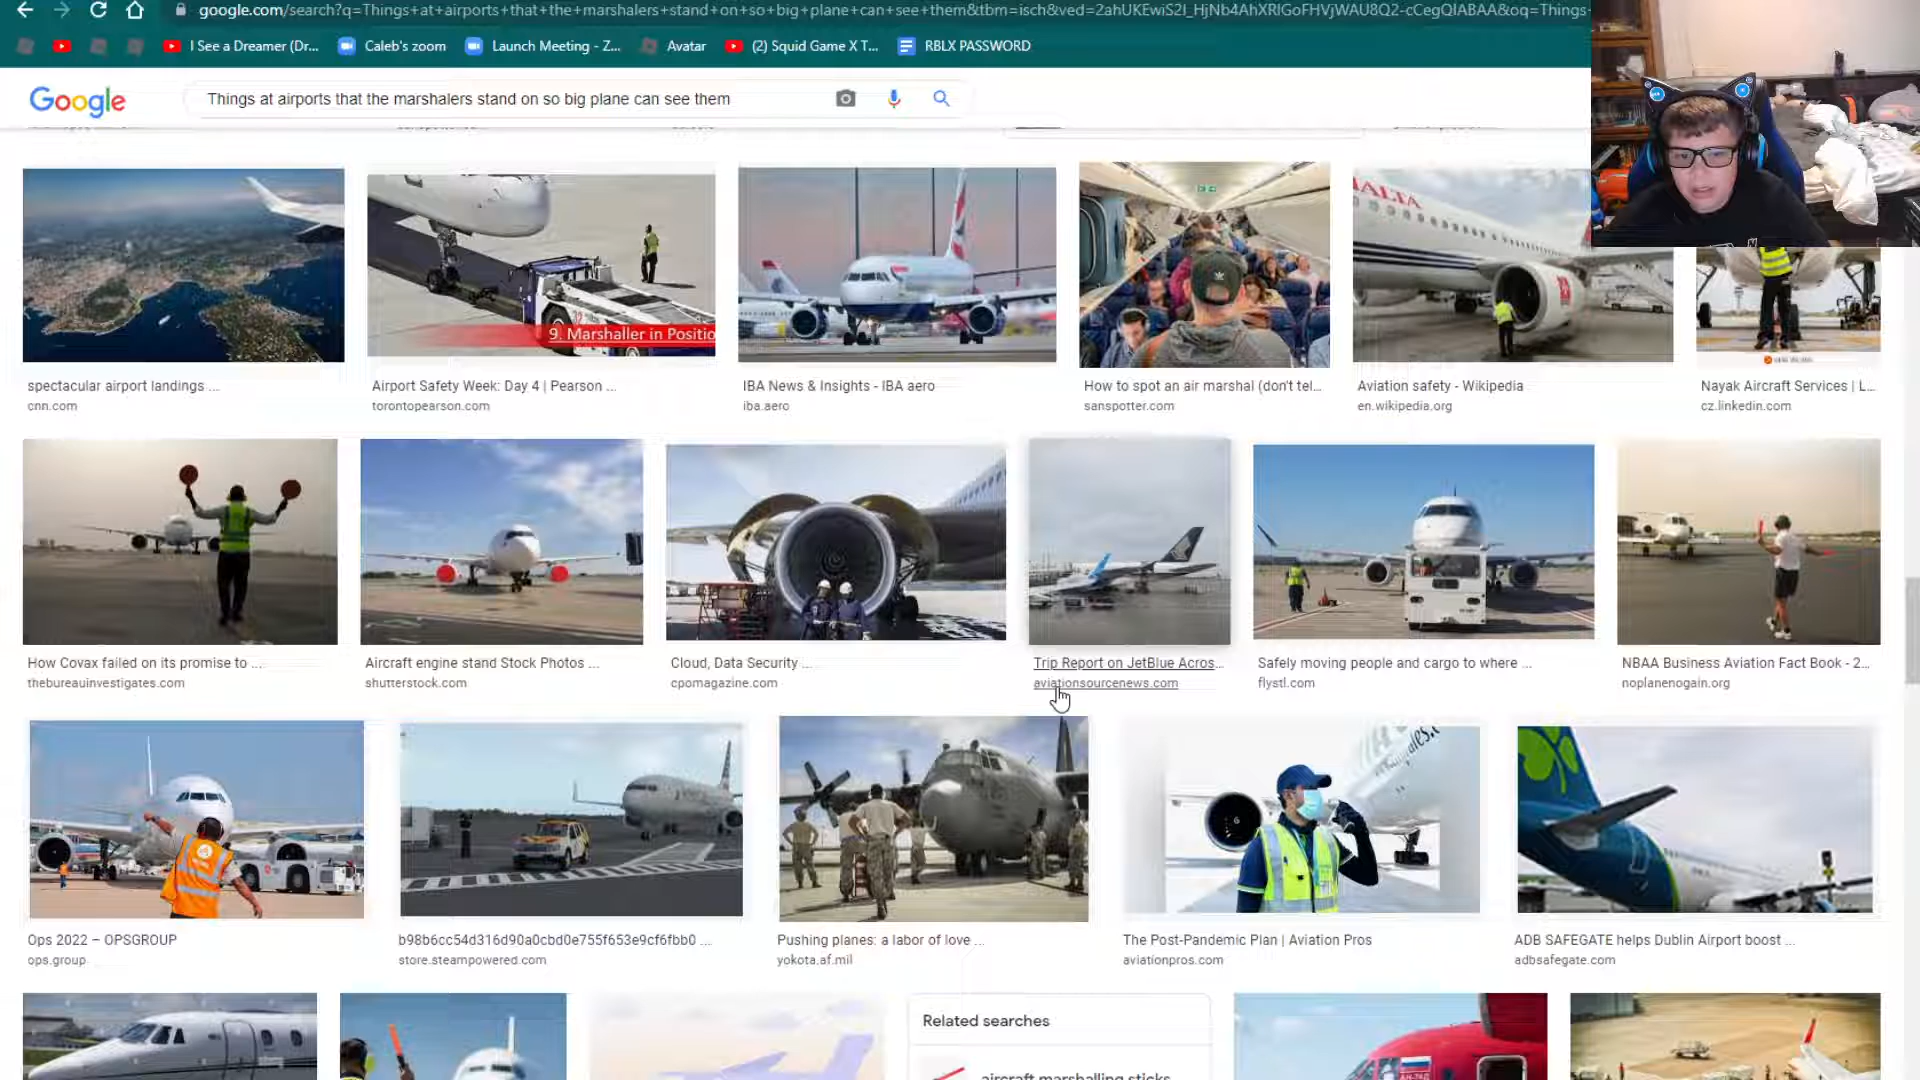 google.com/search?q=Things+at+airports+that+the+marshalers+stand+on+so+big+plane+can+see+them&tbm=isch&ved=2ahUKEwiS2I_HjNb4AhXRIGoFHVjWAU8Q2-cCegQIABAA&oq=Things
I See a Dreamer (Dr...
Caleb's zoom
Launch Meeting - Z...
Avatar
(2) Squid Game X T...
RBLX PASSWORD
Google
Things at airports that the marshalers stand on so big plane can see them
9. Marshaller in Positio
MALTA
spectacular airport landings ...
cnn.com
Airport Safety Week: Day 4 | Pearson ...
torontopearson.com
IBA News & Insights - IBA aero
iba.aero
How to spot an air marshal (don't tel...
sanspotter.com
Aviation safety - Wikipedia
en.wikipedia.org
Nayak Aircraft Services | L...
cz.linkedin.com
How Covax failed on its promise to ...
thebureauinvestigates.com
Aircraft engine stand Stock Photos ...
shutterstock.com
Cloud, Data Security ...
cpomagazine.com
Trip Report on JetBlue Acros...
aviationsourcenews.com
Safely moving people and cargo to where ...
flystl.com
NBAA Business Aviation Fact Book - 2...
noplanenogain.org
Ops 2022 – OPSGROUP
ops.group
b98b6cc54d316d90a0cbd0e755f653e9cf6fbb0 ...
store.steampowered.com
Pushing planes: a labor of love ...
yokota.af.mil
The Post-Pandemic Plan | Aviation Pros
aviationpros.com
ADB SAFEGATE helps Dublin Airport boost ...
adbsafegate.com
Related searches
aircraft marshalling sticks